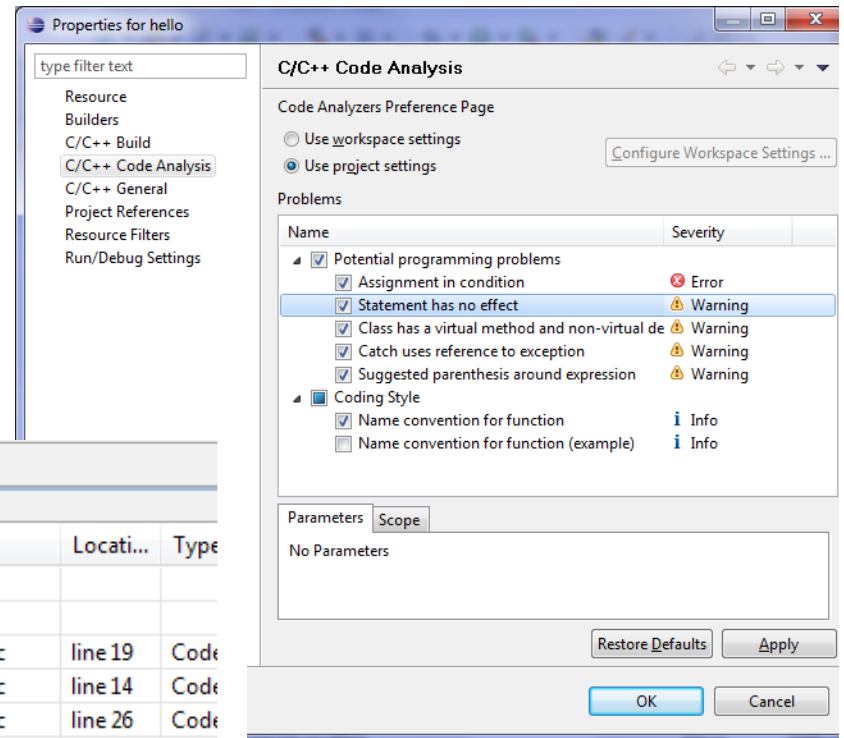 Properties for hello
type filter text
Resource
Builders
C/C++ Build
C/C++ Code Analysis
C/C++ General
Project References
Resource Filters
Run/Debug Settings
C/C++ Code Analysis
Code Analyzers Preference Page
Use workspace settings
Use project settings
Configure Workspace Settings ...
Problems
Name Severity
Potential programming problems
Assignment in condition Error
Statement has no effect Warning
Class has a virtual method and non-virtual de Warning
Catch uses reference to exception Warning
Suggested parenthesis around expression Warning
Coding Style
Name convention for function i Info
Name convention for function (example) i Info
Parameters Scope
No Parameters
Restore Defaults Apply
OK Cancel
Locati... Type
c line 19 Code
c line 14 Code
c line 26 Code